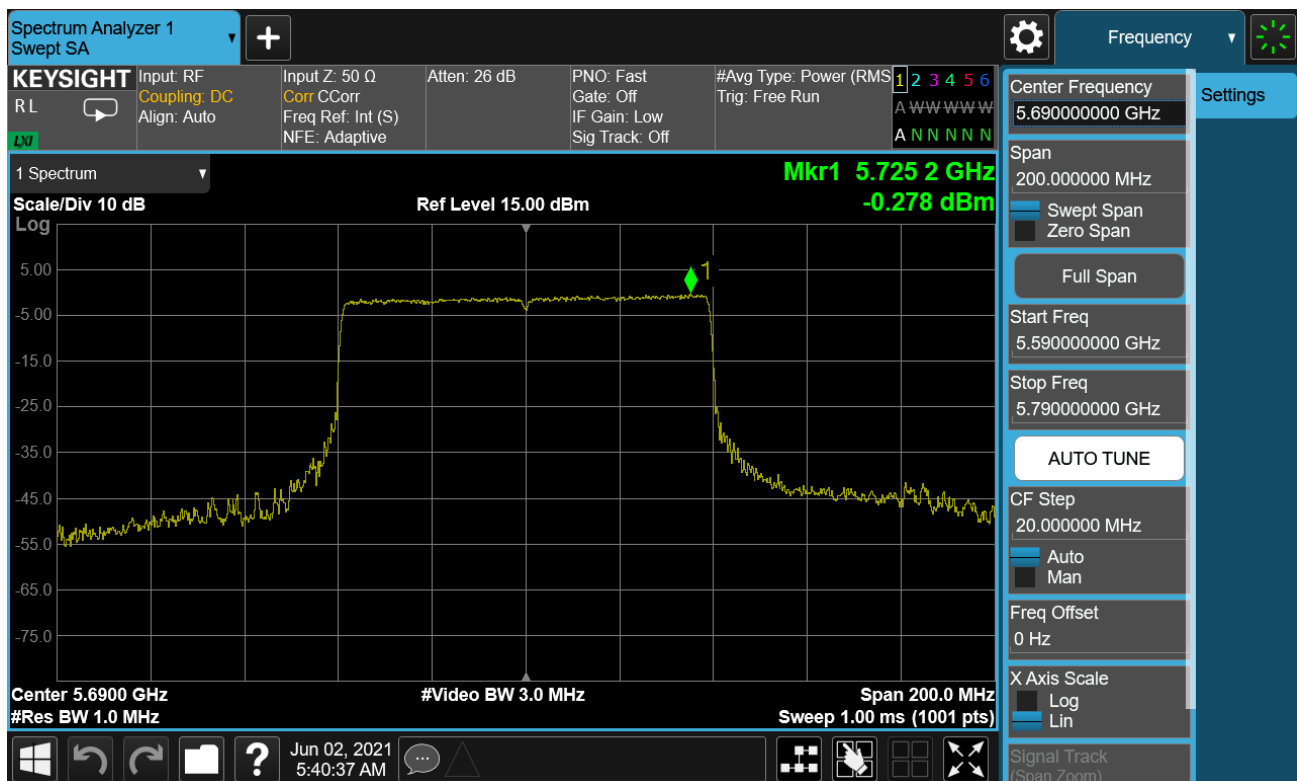 Spectrum Analyzer 1
Swept SA
Frequency
KEYSIGHT
R L
LXI
Input: RF
Coupling: DC
Align: Auto
Input Z: 50 Ω
Corr CCorr
Freq Ref: Int (S)
NFE: Adaptive
Atten: 26 dB
PNO: Fast
Gate: Off
IF Gain: Low
Sig Track: Off
#Avg Type: Power (RMS
Trig: Free Run
1 2 3 4 5 6
A W W W W W
A N N N N N
1 Spectrum
Scale/Div 10 dB
Log
Ref Level 15.00 dBm
Mkr1 5.725 2 GHz
-0.278 dBm
1
5.00
-5.00
-15.0
-25.0
-35.0
-45.0
-55.0
-65.0
-75.0
Center 5.6900 GHz
#Res BW 1.0 MHz
#Video BW 3.0 MHz
Span 200.0 MHz
Sweep 1.00 ms (1001 pts)
Center Frequency
5.690000000 GHz
Settings
Span
200.000000 MHz
Swept Span
Zero Span
Full Span
Start Freq
5.590000000 GHz
Stop Freq
5.790000000 GHz
AUTO TUNE
CF Step
20.000000 MHz
Auto
Man
Freq Offset
0 Hz
X Axis Scale
Log
Lin
Signal Track
(Span Zoom)
?
Jun 02, 2021
5:40:37 AM